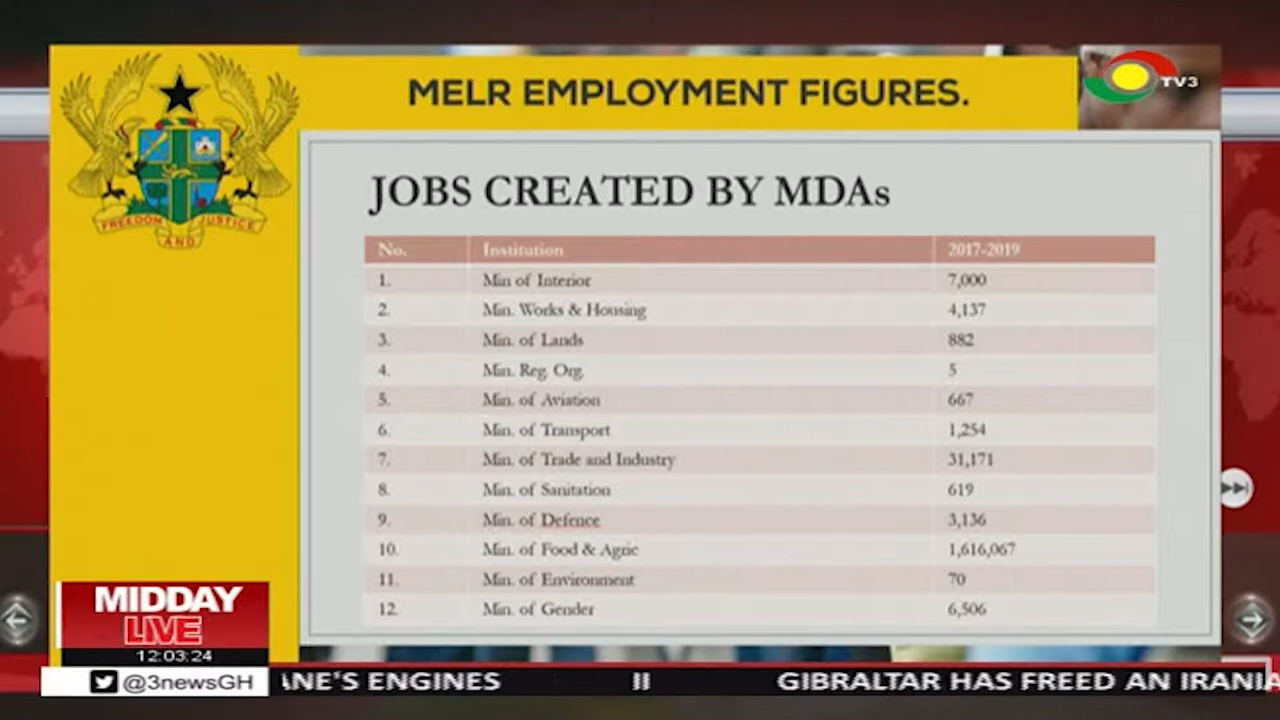 MELR EMPLOYMENT FIGURES.
TV3
FREEDOM JUSTICE
AND
JOBS CREATED BY MDAs
No. Institution 2017-2019
1. Min of Interior 7,000
2. Min. Works & Housing 4,137
3. Min. of Lands 882
4. Min. Reg. Org. 5
5. Min. of Aviation 667
6. Min. of Transport 1,254
7. Min. of Trade and Industry 31,171
8. Min. of Sanitation 619
9. Min. of Defence 3,136
10. Min. of Food & Agric 1,616,067
11. Min. of Environment 70
12. Min. of Gender 6,506
MIDDAY
LIVE
12:03:24
@3newsGH ANE'S ENGINES || GIBRALTAR HAS FREED AN IRANIA